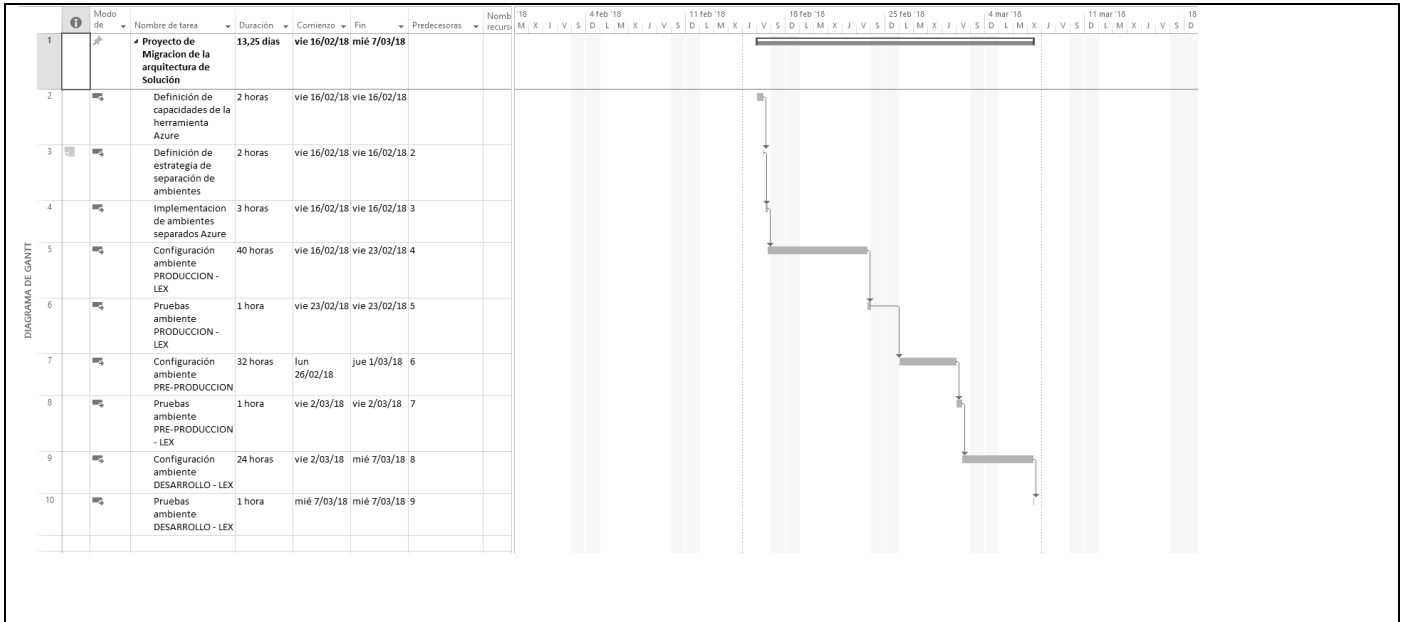 Modo de
Nombre de tarea
Duración
Comienzo
Fin
Predecesoras
Nomb recurs
'18
4 feb '18
11 feb '18
18 feb '18
25 feb '18
4 mar '18
11 mar '18
18
M X J V S D L M X J V S D L M X J V S D L M X J V S D L M X J V S D L M X J V S D L M X J V S D
1 Proyecto de 13,25 días vie 16/02/18 mié 7/03/18
Migracion de la
arquitectura de
Solución
2 Definición de 2 horas vie 16/02/18 vie 16/02/18
capacidades de la
herramienta
Azure
3 Definición de 2 horas vie 16/02/18 vie 16/02/18 2
estrategia de
separación de
ambientes
4 Implementacion 3 horas vie 16/02/18 vie 16/02/18 3
de ambientes
separados Azure
5 Configuración 40 horas vie 16/02/18 vie 23/02/18 4
ambiente
PRODUCCION -
LEX
6 Pruebas 1 hora vie 23/02/18 vie 23/02/18 5
ambiente
PRODUCCION -
LEX
7 Configuración 32 horas lun jue 1/03/18 6
ambiente 26/02/18
PRE-PRODUCCION
8 Pruebas 1 hora vie 2/03/18 vie 2/03/18 7
ambiente
PRE-PRODUCCION
- LEX
9 Configuración 24 horas vie 2/03/18 mié 7/03/18 8
ambiente
DESARROLLO - LEX
10 Pruebas 1 hora mié 7/03/18 mié 7/03/18 9
ambiente
DESARROLLO - LEX
DIAGRAMA DE GANTT